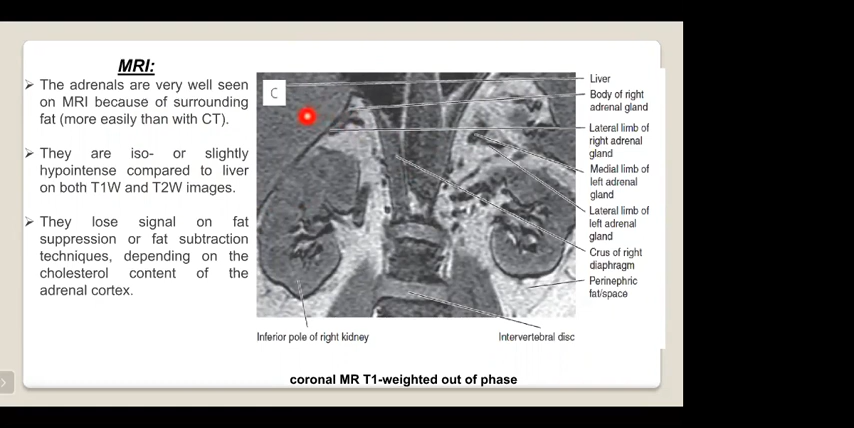 MRI:
➢ The adrenals are very well seen
on MRI because of surrounding
fat (more easily than with CT).
➢ They are iso- or slightly
hypointense compared to liver
on both T1W and T2W images.
➢ They lose signal on fat
suppression or fat subtraction
techniques, depending on the
cholesterol content of the
adrenal cortex.
C
Liver
Body of right
adrenal gland
Lateral limb of
right adrenal
gland
Medial limb of
left adrenal
gland
Lateral limb of
left adrenal
gland
Crus of right
diaphragm
Perinephric
fat/space
Inferior pole of right kidney
Intervertebral disc
coronal MR T1-weighted out of phase